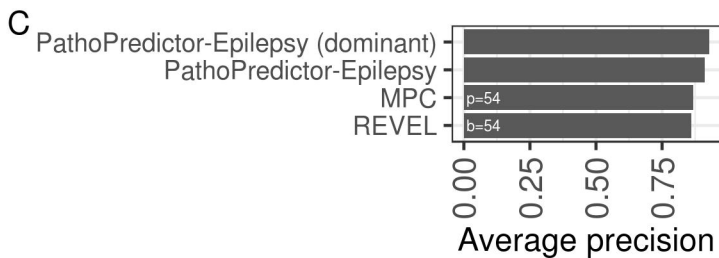 C
PathoPredictor-Epilepsy (dominant)
PathoPredictor-Epilepsy
MPC
p=54
REVEL
b=54
0.00
0.25
0.50
0.75
Average precision